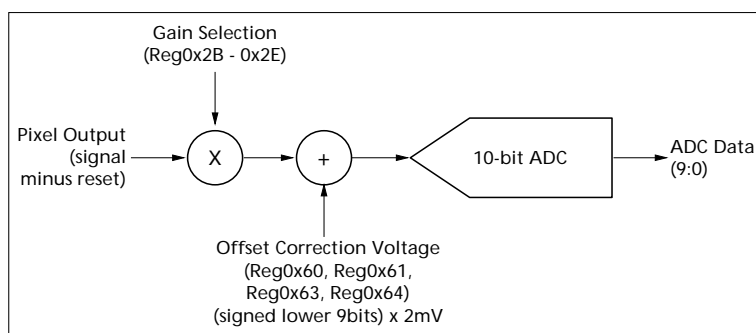 Gain Selection
(Reg0x2B - 0x2E)
Pixel Output
(signal
minus reset)
X
+
10-bit ADC
ADC Data
(9:0)
Offset Correction Voltage
(Reg0x60, Reg0x61,
Reg0x63, Reg0x64)
(signed lower 9bits) x 2mV